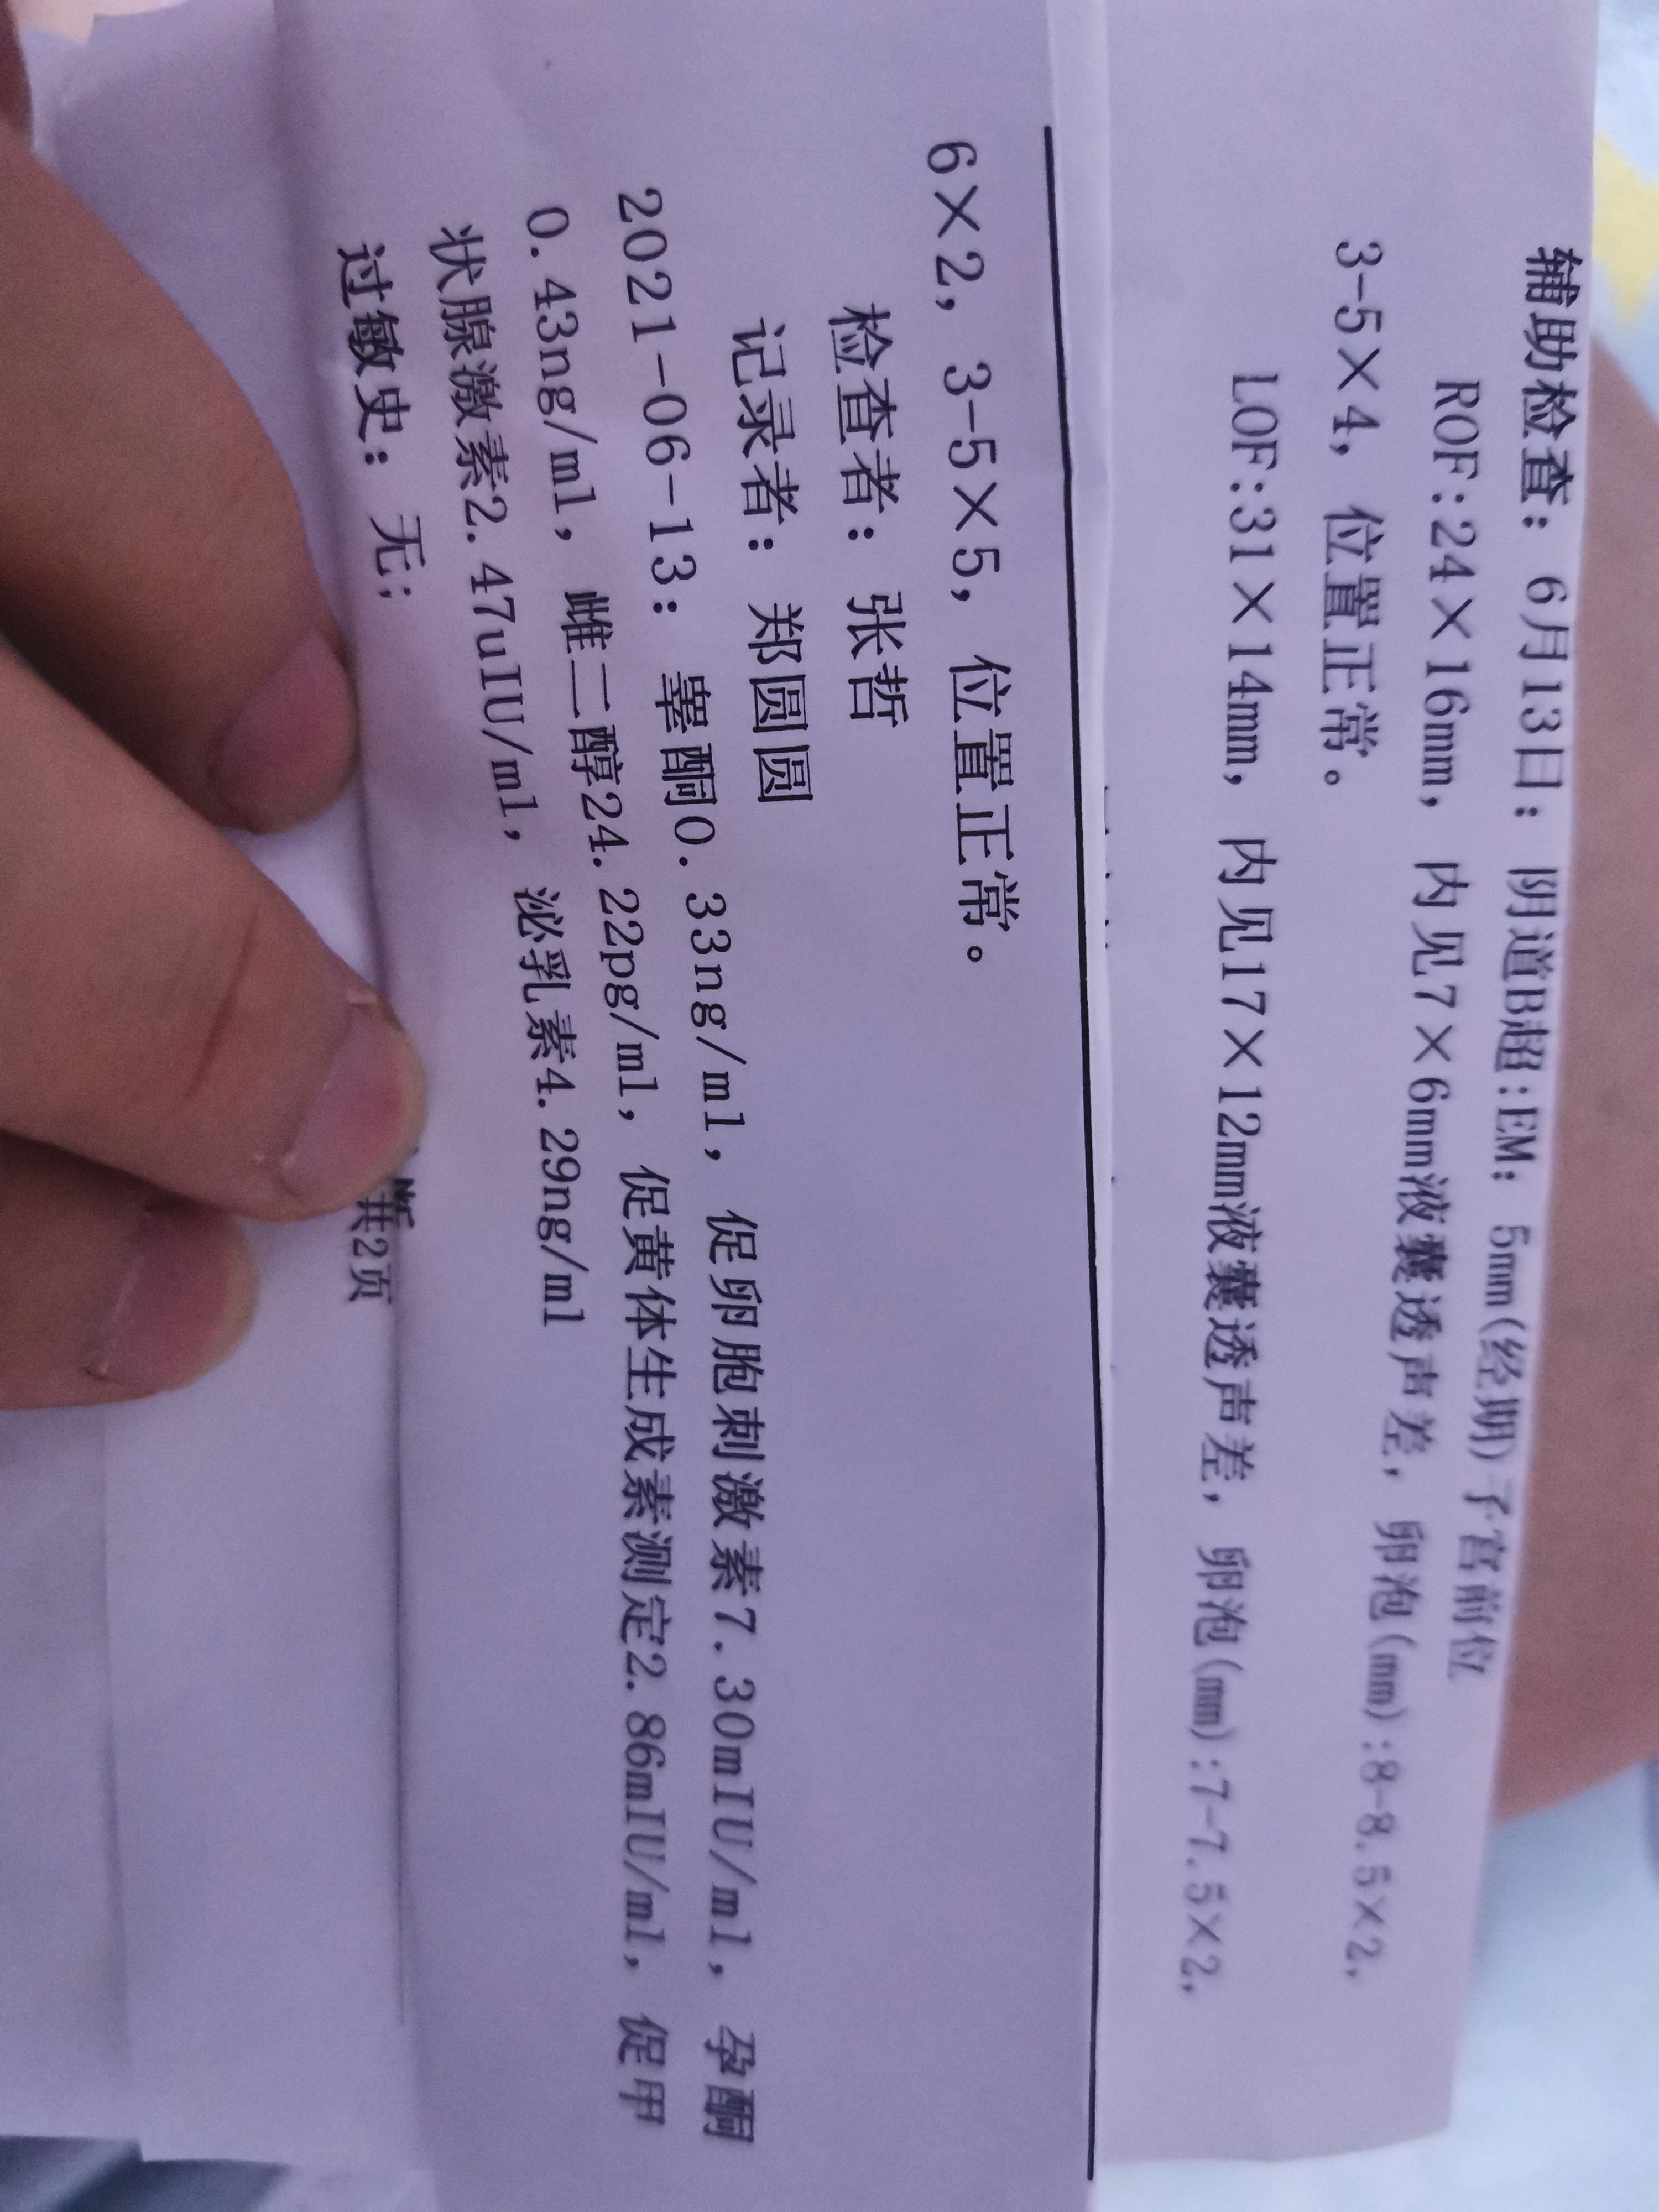 辅助检查：6月13日：阴道B超:EM：5mm(经期)子宫前位
ROF:24×16mm，内见7×6mm液囊透声差，卵泡(mm):8-8.5×2,
3-5×4，位置正常。
LOF:31×14mm，内见17×12mm液囊透声差，卵泡(mm):7-7.5×2,
6×2，3-5×5，位置正常。
检查者：张哲
记录者：郑圆圆
2021-06-13：睾酮0.33ng/ml，促卵胞刺激素7.30mIU/ml，孕酮
0.43ng/ml，雌二醇24.22pg/ml，促黄体生成素测定2.86mIU/ml，促甲
状腺激素2.47uIU/ml，泌乳素4.29ng/ml
过敏史：无；
共2页